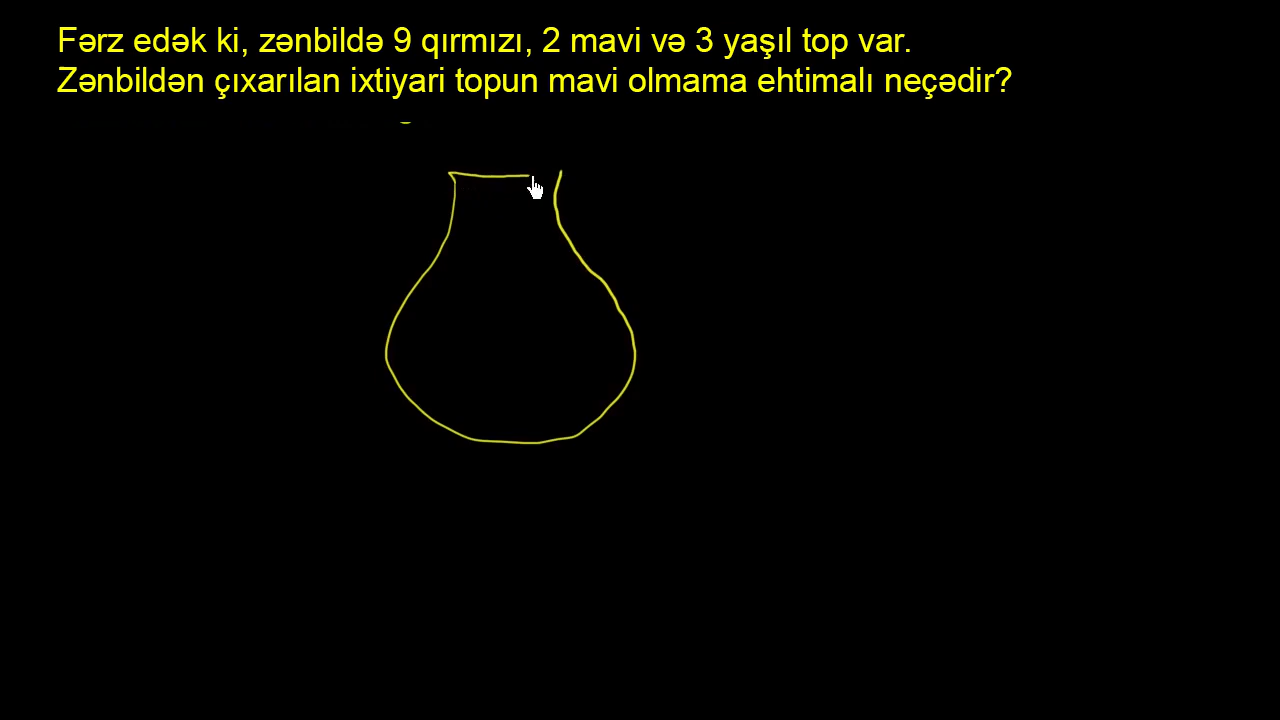 Fərz edək ki, zənbildə 9 qırmızı, 2 mavi və 3 yaşıl top var.
Zənbildən çıxarılan ixtiyari topun mavi olmama ehtimalı neçədir?